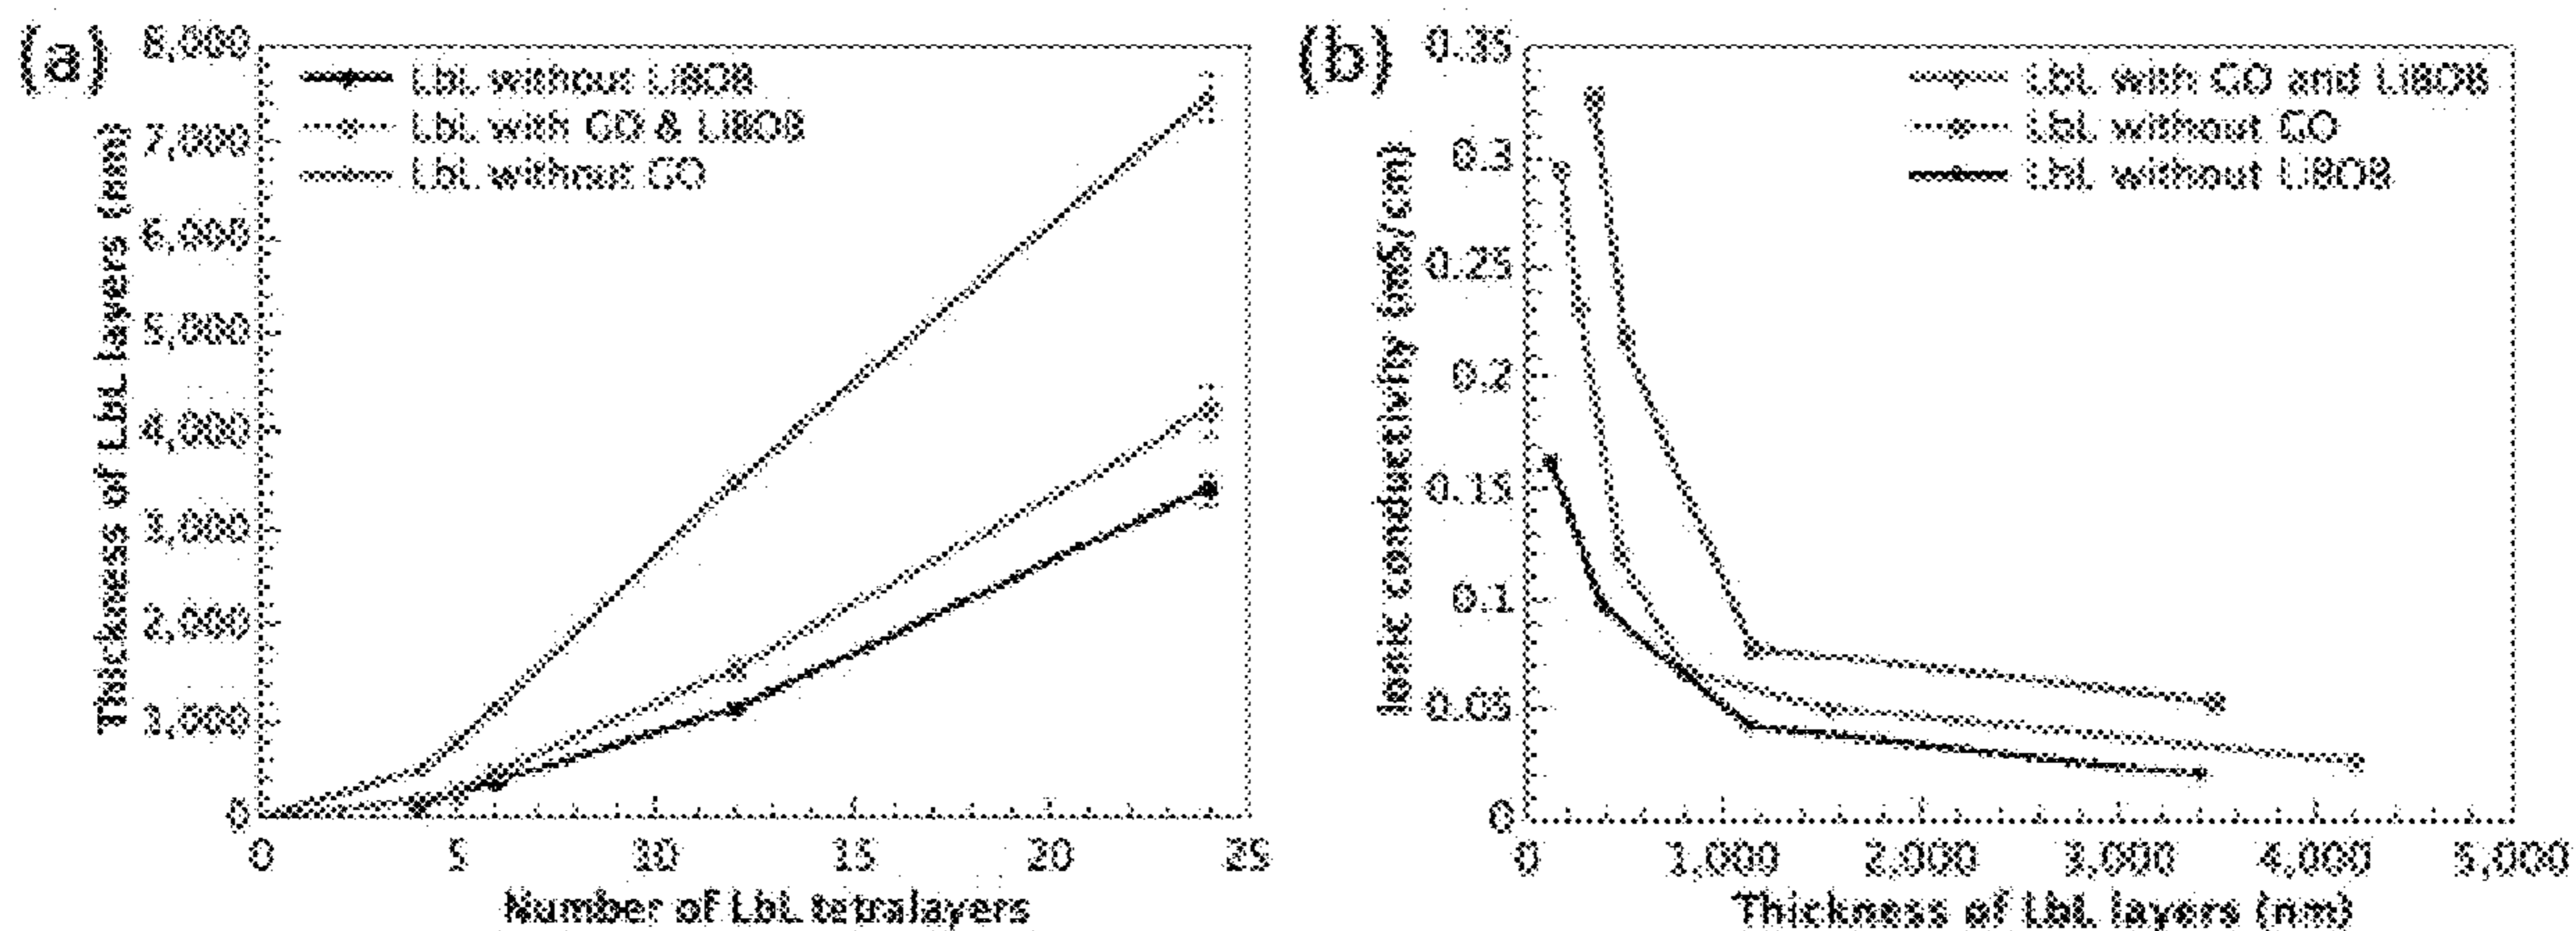 (a)
Thickness of LbL layers (nm)
8,000
7,000
6,000
5,000
4,000
3,000
2,000
1,000
0
LbL without LiBOB
LbL with GO & LiBOB
LbL without GO
0 5 10 15 20 25
Number of LbL tetralayers
(b)
Ionic conductivity (mS/cm)
0.35
0.3
0.25
0.2
0.15
0.1
0.05
0
LbL with GO and LiBOB
LbL without GO
LbL without LiBOB
0 1,000 2,000 3,000 4,000 5,000
Thickness of LbL layers (nm)